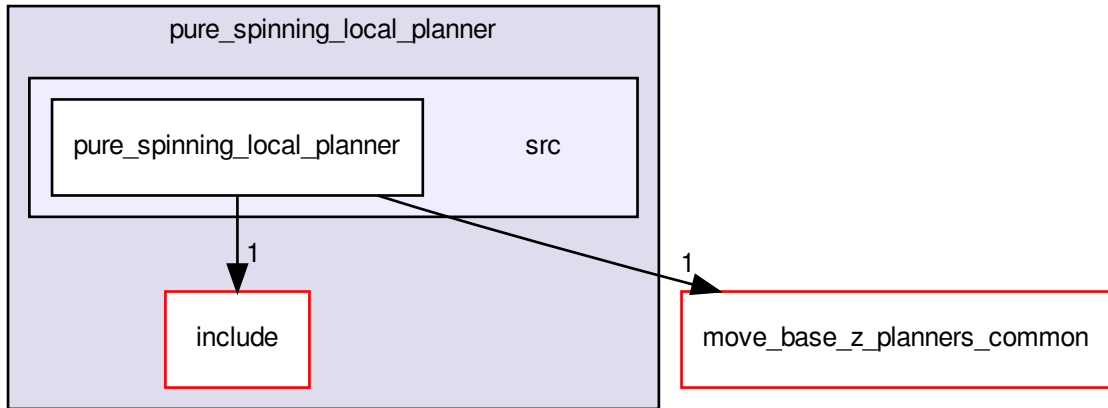 pure_spinning_local_planner
pure_spinning_local_planner
src
1
1
include
move_base_z_planners_common